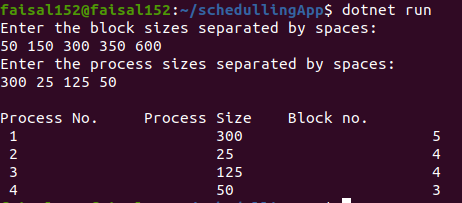 faisal152@faisal152:~/schedullingApp$ dotnet run
Enter the block sizes separated by spaces:
50 150 300 350 600
Enter the process sizes separated by spaces:
300 25 125 50
Process No. Process Size Block no.
1 300 5
2 25 4
3 125 4
4 50 3